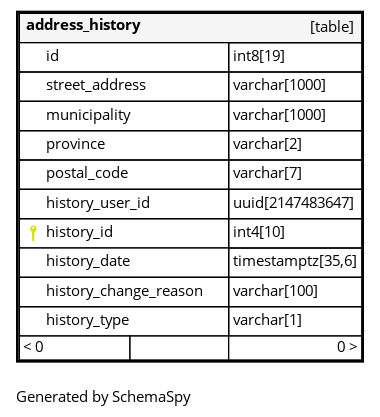 address_history [table]
id int8[19]
street_address varchar[1000]
municipality varchar[1000]
province varchar[2]
postal_code varchar[7]
history_user_id uuid[2147483647]
history_id int4[10]
history_date timestamptz[35,6]
history_change_reason varchar[100]
history_type varchar[1]
< 0 0 >
Generated by SchemaSpy